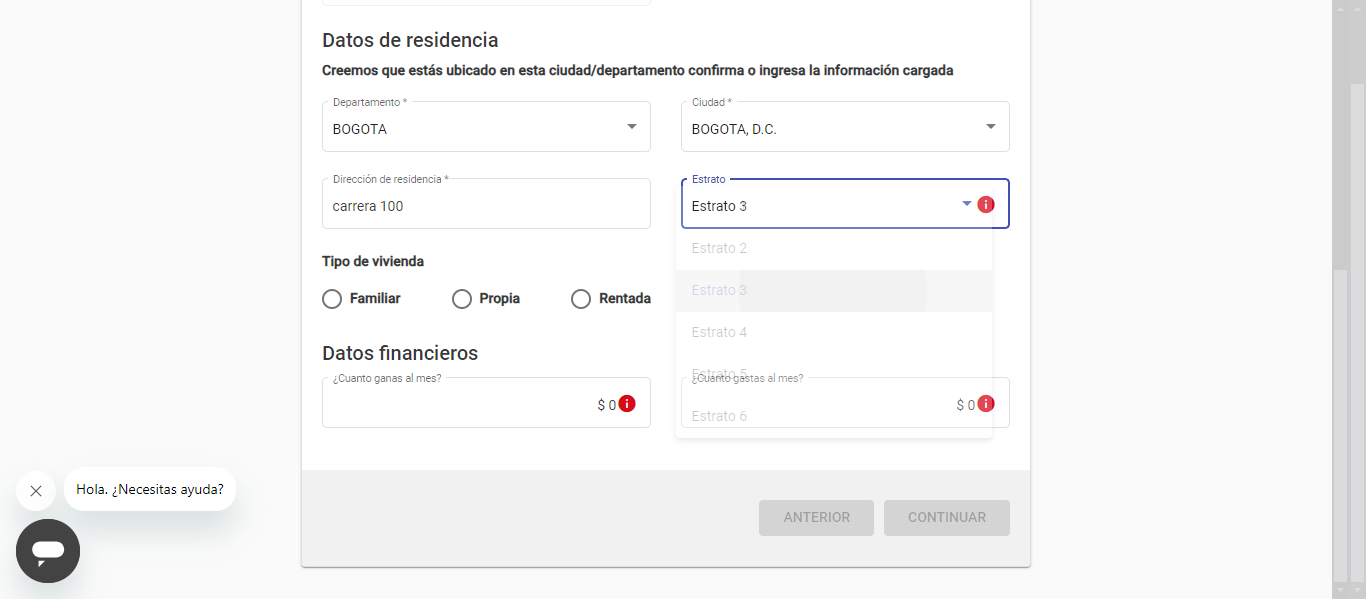 Datos de residencia
Creemos que estás ubicado en esta ciudad/departamento confirma o ingresa la información cargada
Departamento *
BOGOTA
Ciudad *
BOGOTA, D.C.
Dirección de residencia *
carrera 100
Estrato
Estrato 3
Estrato 2
Estrato 3
Estrato 4
Estrato 5
Estrato 6
Tipo de vivienda
Familiar
Propia
Rentada
Datos financieros
¿Cuanto ganas al mes?
$ 0
¿Cuánto gastas al mes?
$ 0
ANTERIOR
CONTINUAR
Hola. ¿Necesitas ayuda?